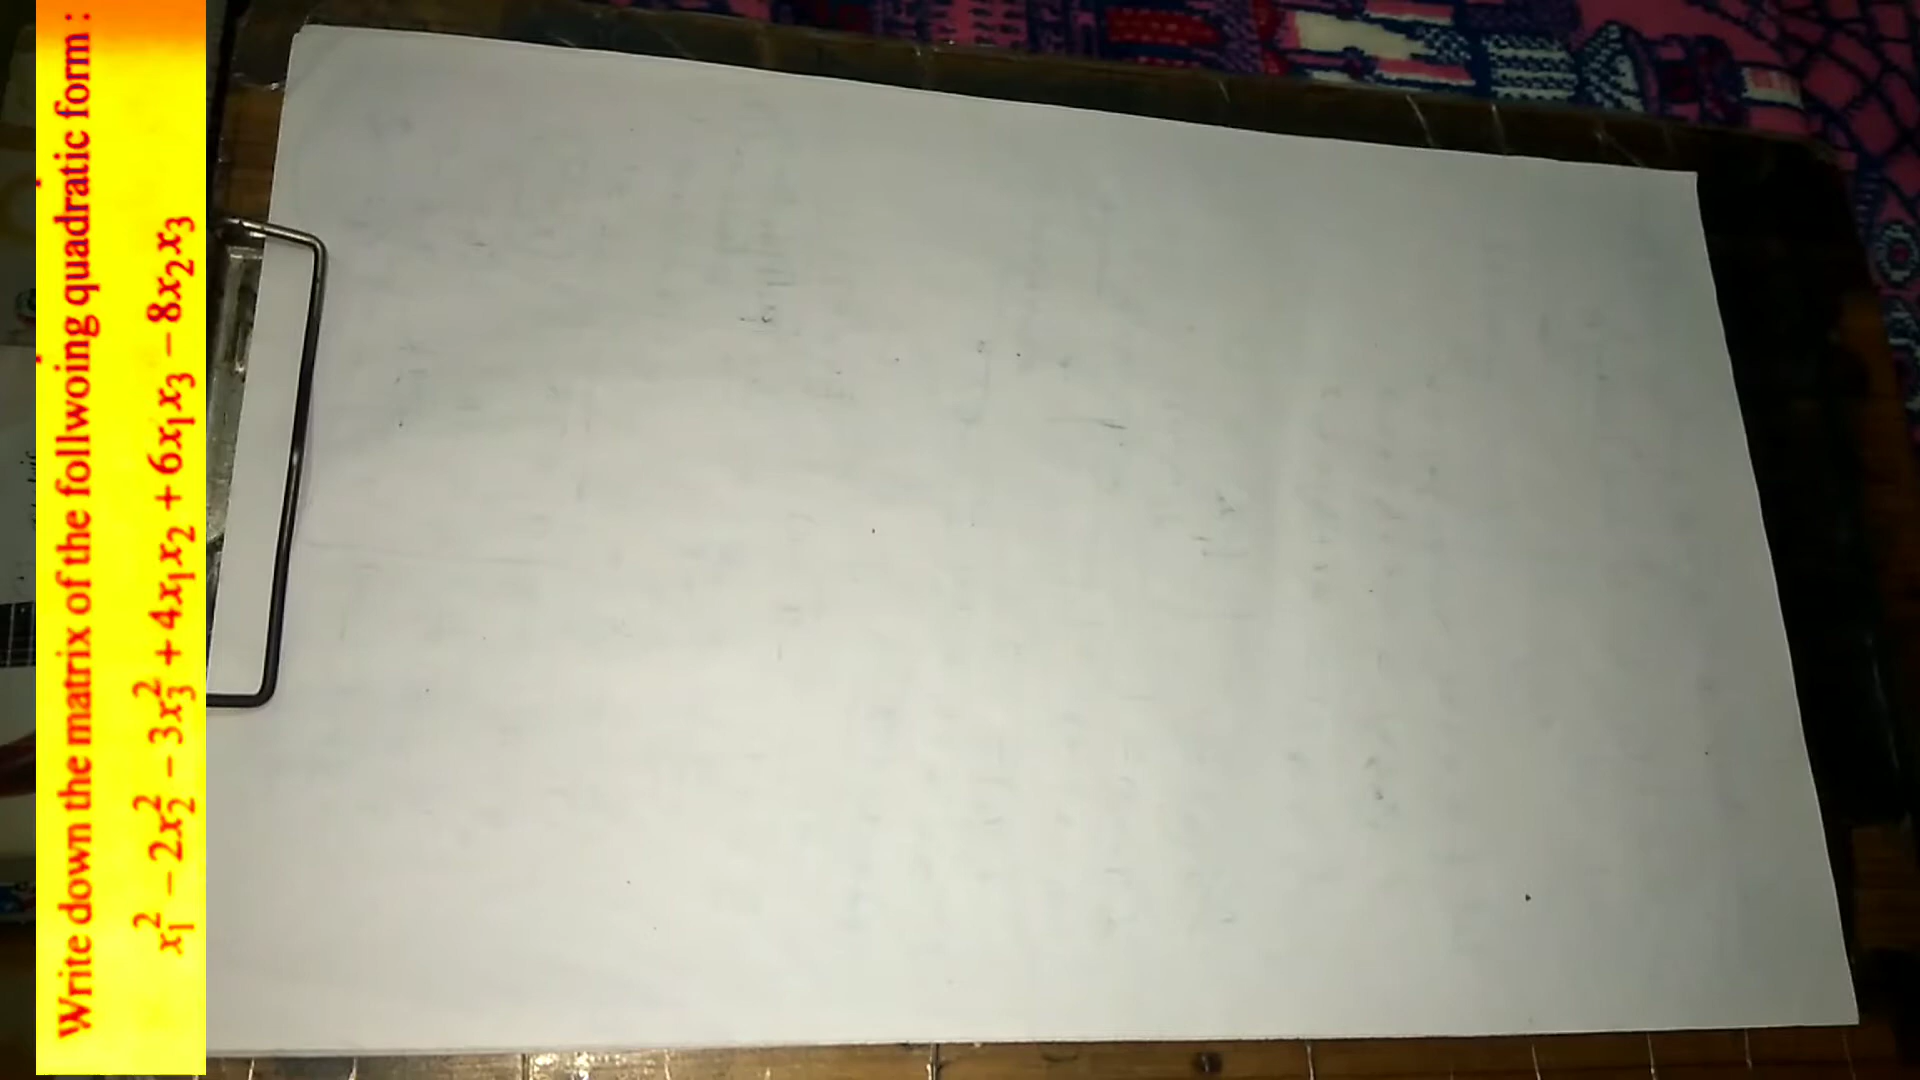 Write down the matrix of the follwoing quadratic form :
x₁² − 2x₂² − 3x₃² + 4x₁x₂ + 6x₁x₃ − 8x₂x₃